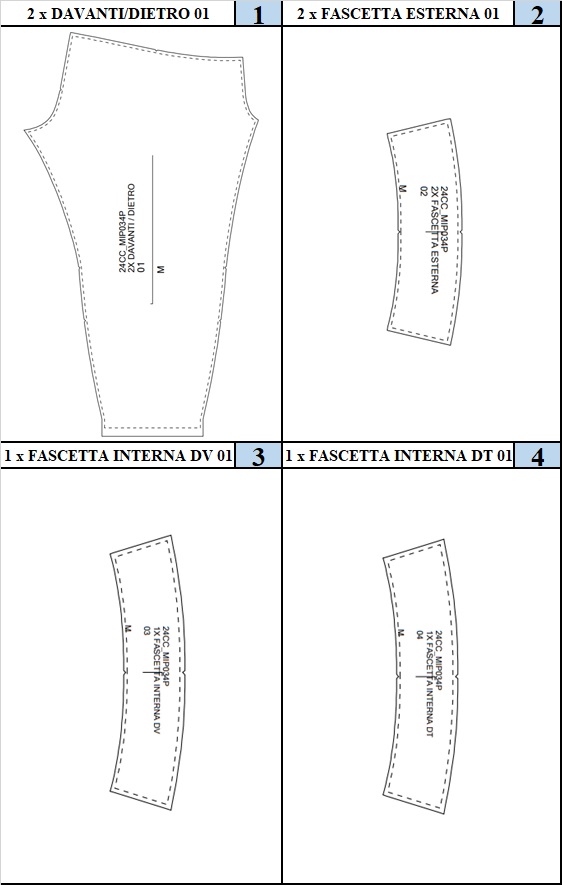 2 x DAVANTI/DIETRO 01
1
2 x FASCETTA ESTERNA 01
2
24CC_MIP034P
2X DAVANTI / DIETRO
01
M
24CC_MIP034P
2X FASCETTA ESTERNA
02
M
1 x FASCETTA INTERNA DV 01
3
1 x FASCETTA INTERNA DT 01
4
24CC_MIP034P
1X FASCETTA INTERNA DV
03
M
24CC_MIP034P
1X FASCETTA INTERNA DT
04
M